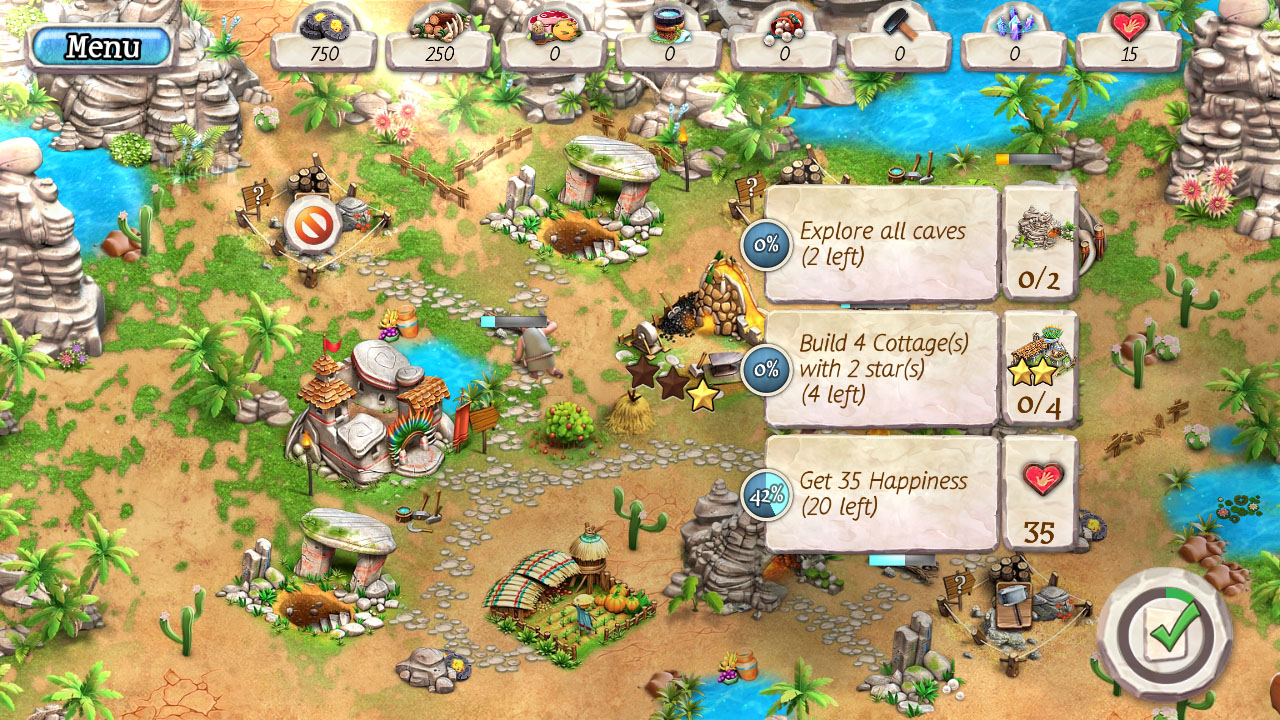 Menu
750
250
0
0
0
0
0
15
?
?
0%
Explore all caves
(2 left)
0/2
0%
Build 4 Cottage(s)
with 2 star(s)
(4 left)
0/4
42%
Get 35 Happiness
(20 left)
35
?